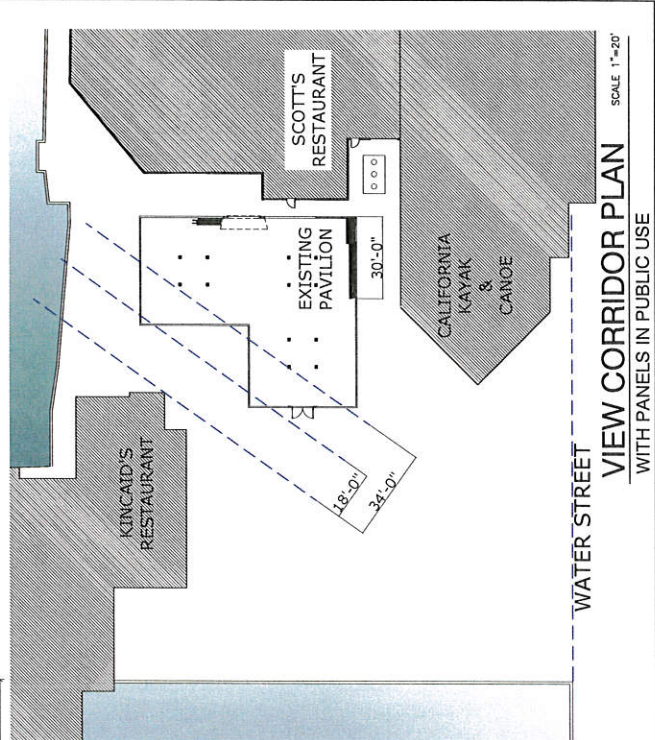 SCOTT'S
RESTAURANT
EXISTING
PAVILION
30'-0"
CALIFORNIA
KAYAK
&
CANOE
KINCAID'S
RESTAURANT
18'-0"
34'-0"
WATER STREET
VIEW CORRIDOR PLAN
SCALE 1"=20'
WITH PANELS IN PUBLIC USE